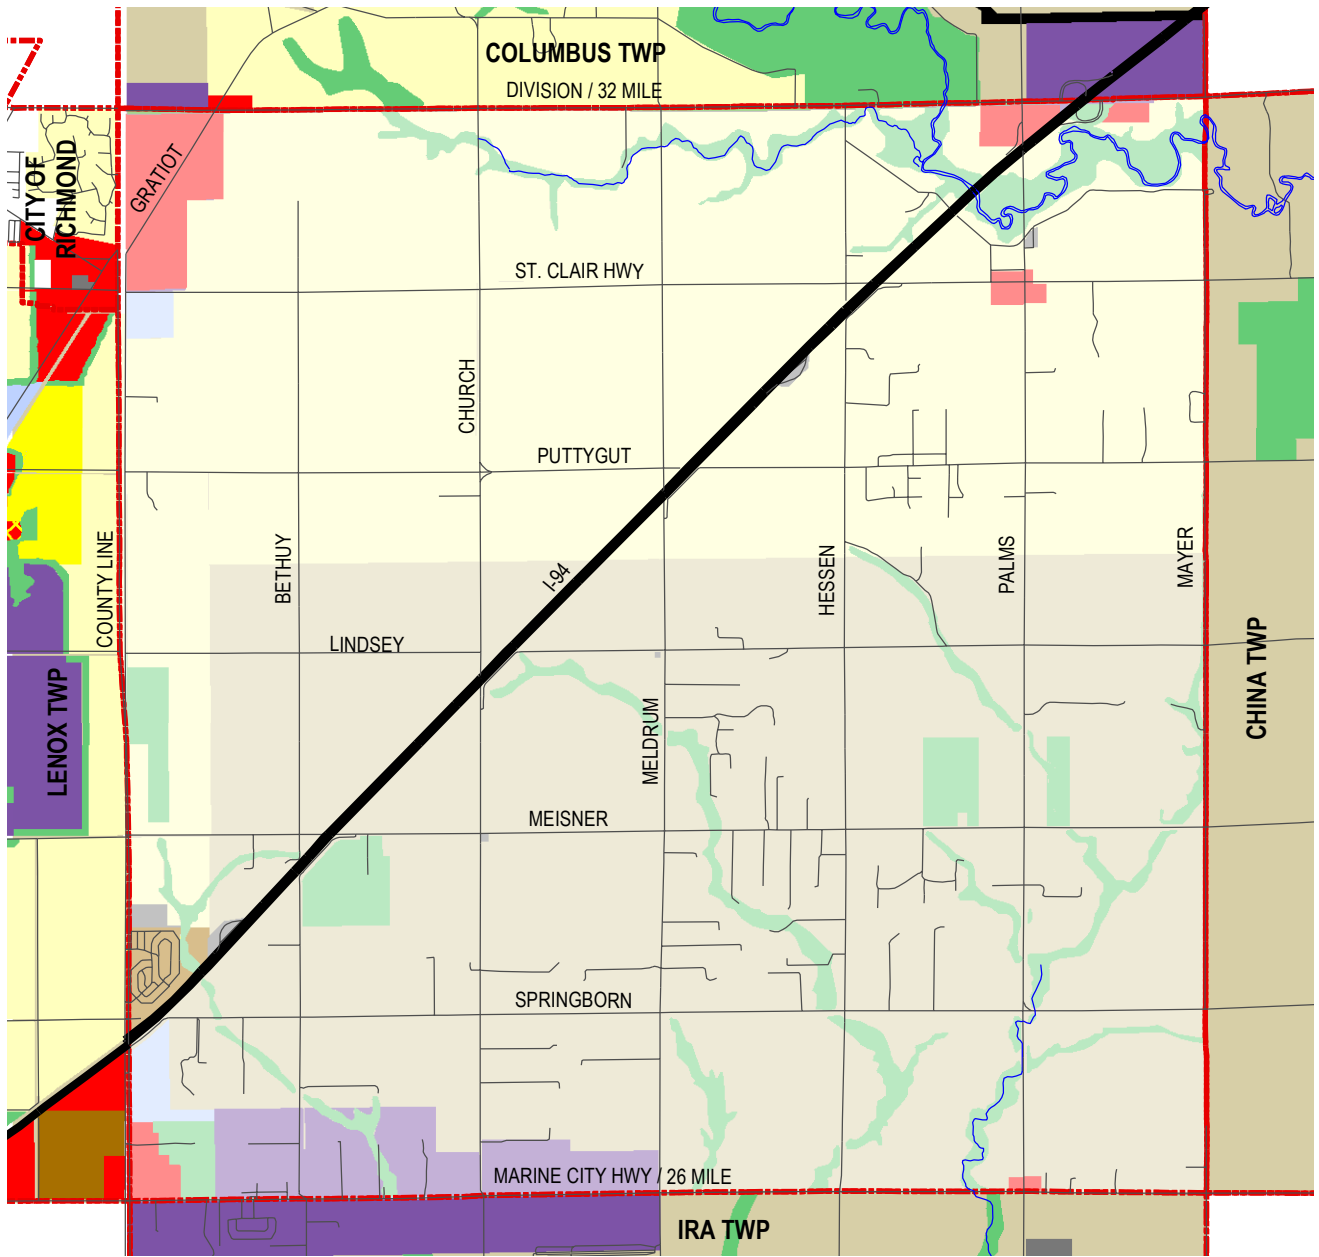 COLUMBUS TWP
DIVISION / 32 MILE
CITY OF
RICHMOND
GRATIOT
ST. CLAIR HWY
CHURCH
PUTTYGUT
COUNTY LINE
BETHUY
I-94
HESSEN
PALMS
MAYER
LINDSEY
LENOX TWP
MELDRUM
CHINA TWP
MEISNER
SPRINGBORN
MARINE CITY HWY / 26 MILE
IRA TWP